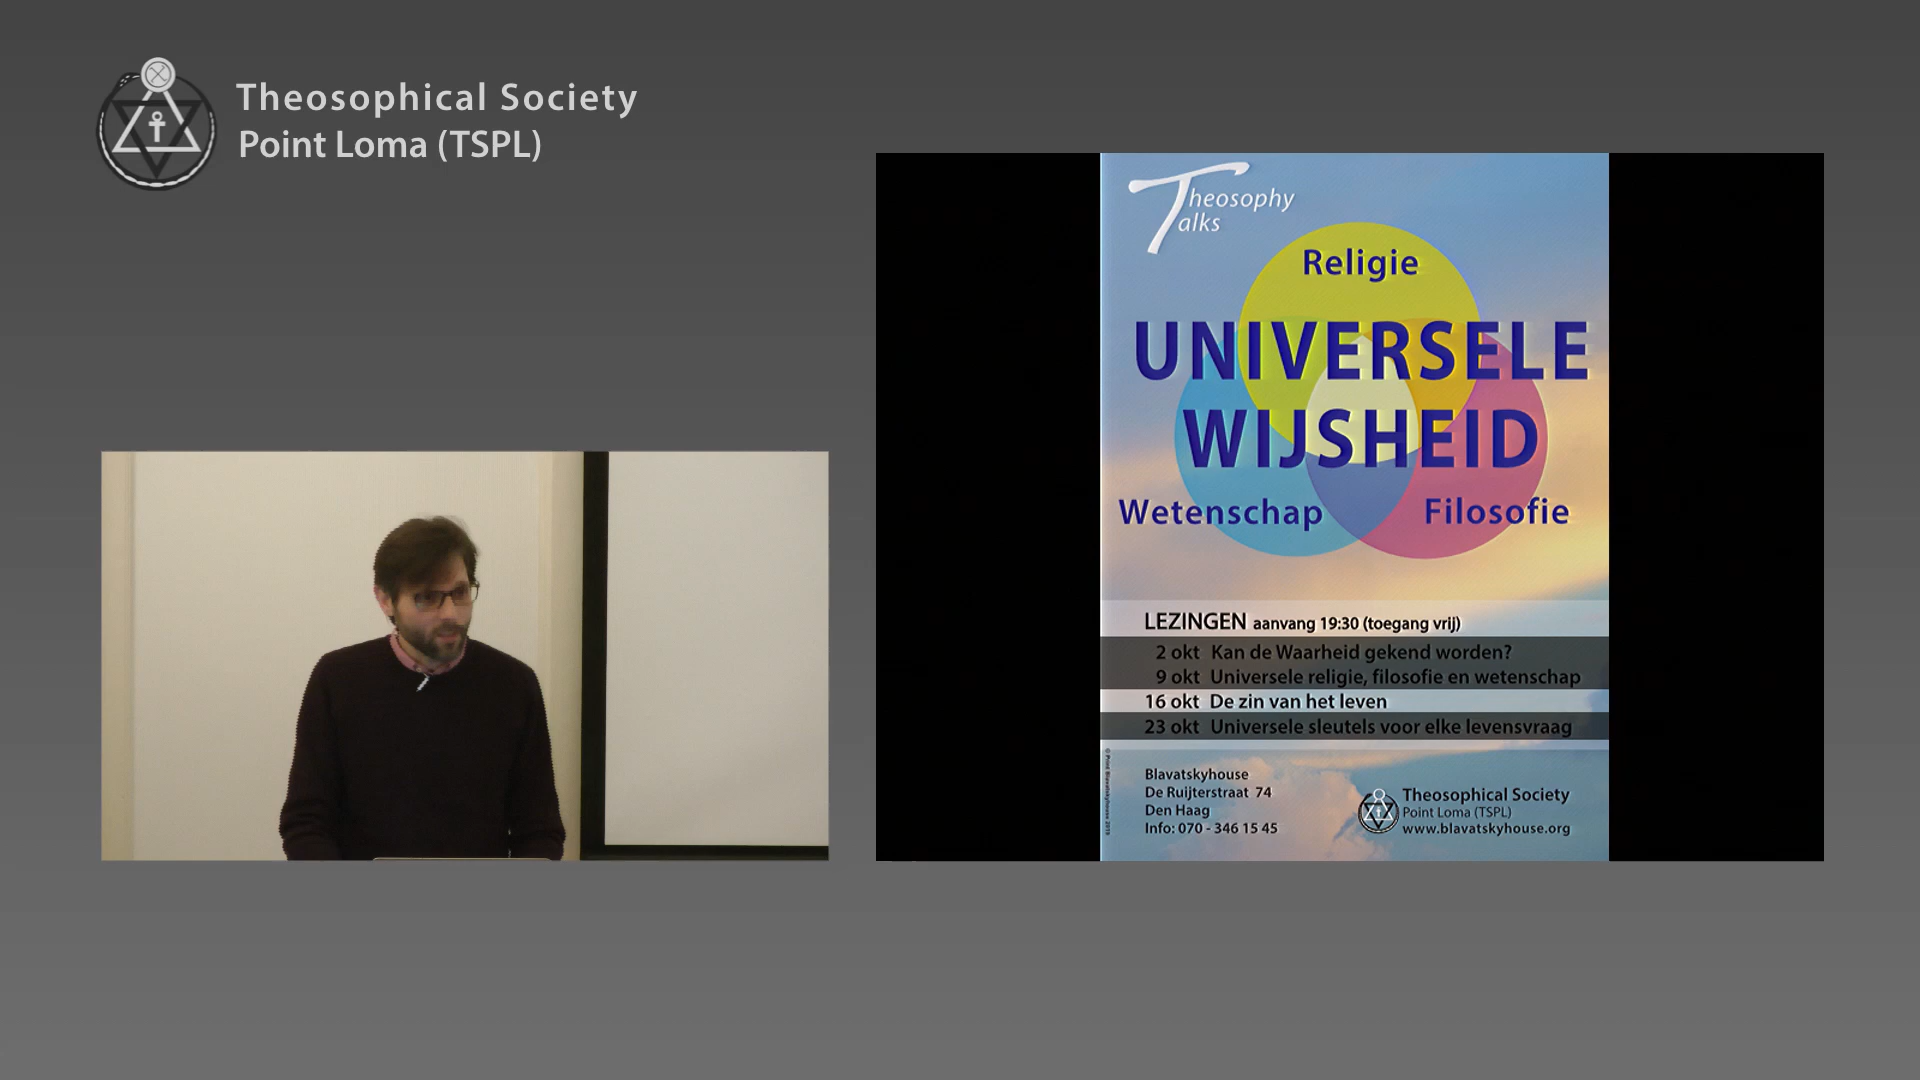 Theosophical Society
Point Loma (TSPL)
Theosophy
Talks
Religie
UNIVERSELE
WIJSHEID
Wetenschap Filosofie
LEZINGEN aanvang 19:30 (toegang vrij)
2 okt Kan de Waarheid gekend worden?
9 okt Universele religie, filosofie en wetenschap
16 okt De zin van het leven
23 okt Universele sleutels voor elke levensvraag
Blavatskyhouse
De Ruijterstraat 74
Den Haag
Info: 070 - 346 15 45
Theosophical Society
Point Loma (TSPL)
www.blavatskyhouse.org